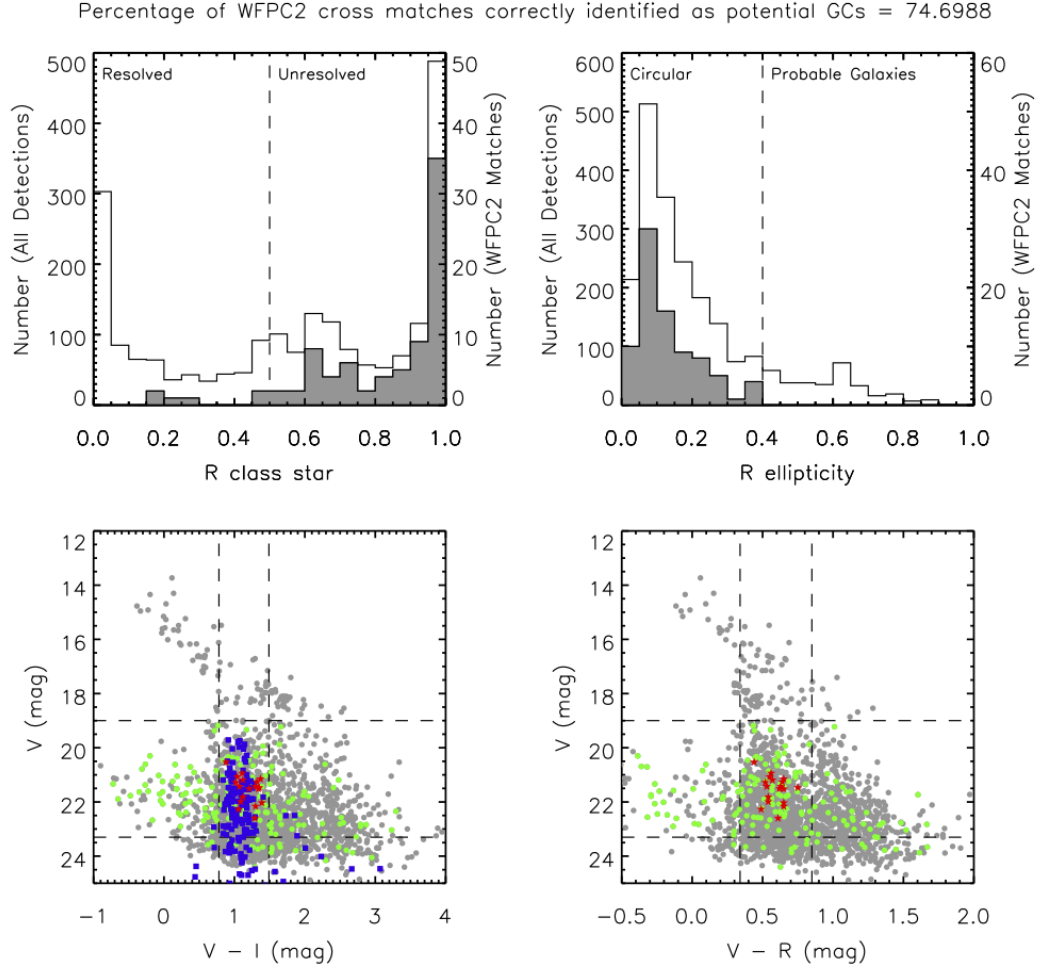 Percentage of WFPC2 cross matches correctly identified as potential GCs = 74.6988
Number (All Detections)
500
400
300
200
100
0
Resolved
Unresolved
50
40
30
20
10
0
Number (WFPC2 Matches)
0.0 0.2 0.4 0.6 0.8 1.0
R class star
Number (All Detections)
600
500
400
300
200
100
0
Circular
Probable Galaxies
60
40
20
0
Number (WFPC2 Matches)
0.0 0.2 0.4 0.6 0.8 1.0
R ellipticity
V (mag)
12
14
16
18
20
22
24
−1 0 1 2 3 4
V − I (mag)
V (mag)
12
14
16
18
20
22
24
−0.5 0.0 0.5 1.0 1.5 2.0
V − R (mag)